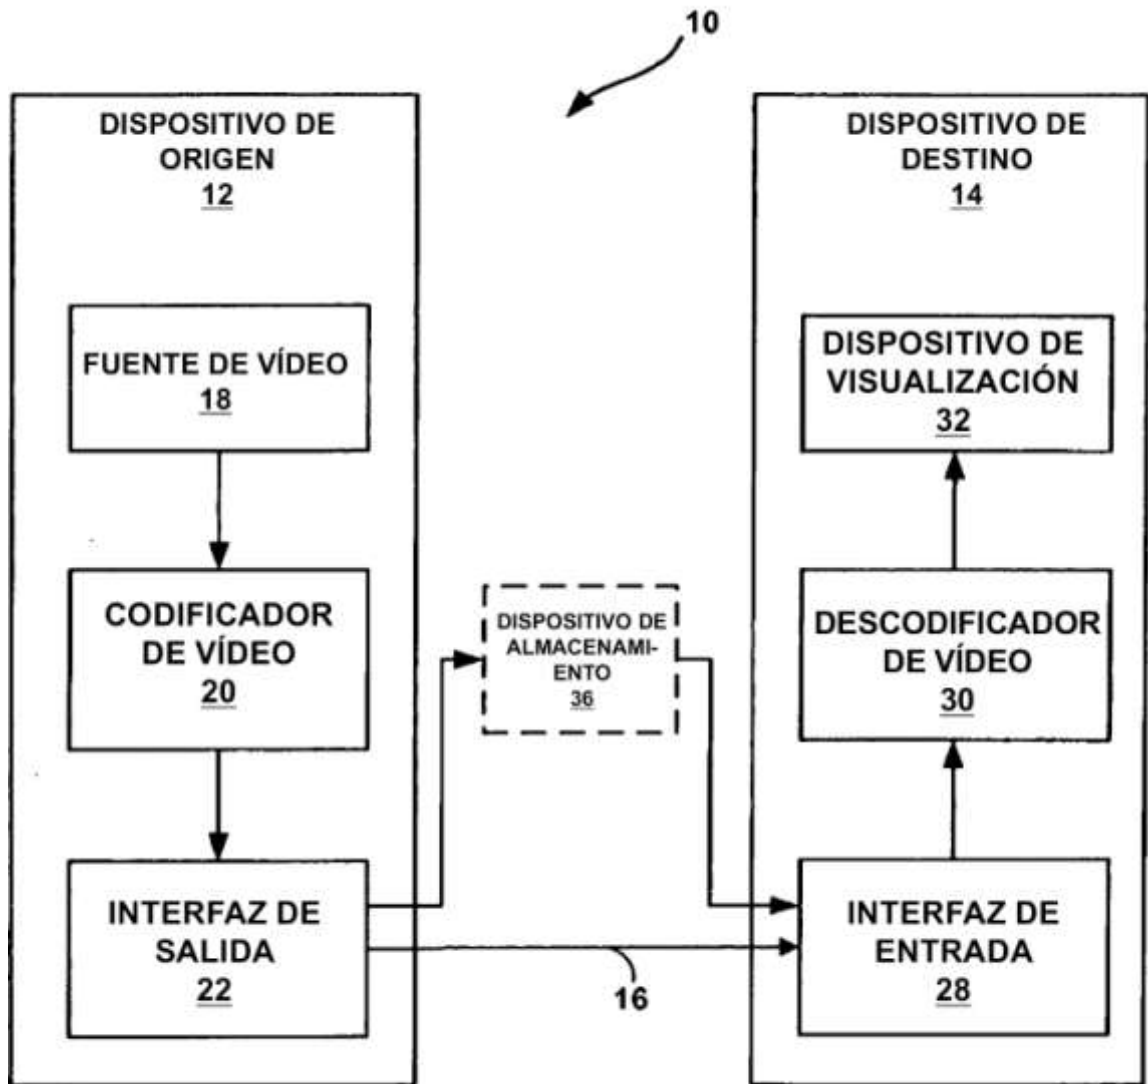 10
DISPOSITIVO DE
ORIGEN
12
FUENTE DE VÍDEO
18
CODIFICADOR
DE VÍDEO
20
INTERFAZ DE
SALIDA
22
DISPOSITIVO DE
ALMACENAMI-
ENTO
36
16
DISPOSITIVO DE
DESTINO
14
DISPOSITIVO DE
VISUALIZACIÓN
32
DESCODIFICADOR
DE VÍDEO
30
INTERFAZ DE
ENTRADA
28